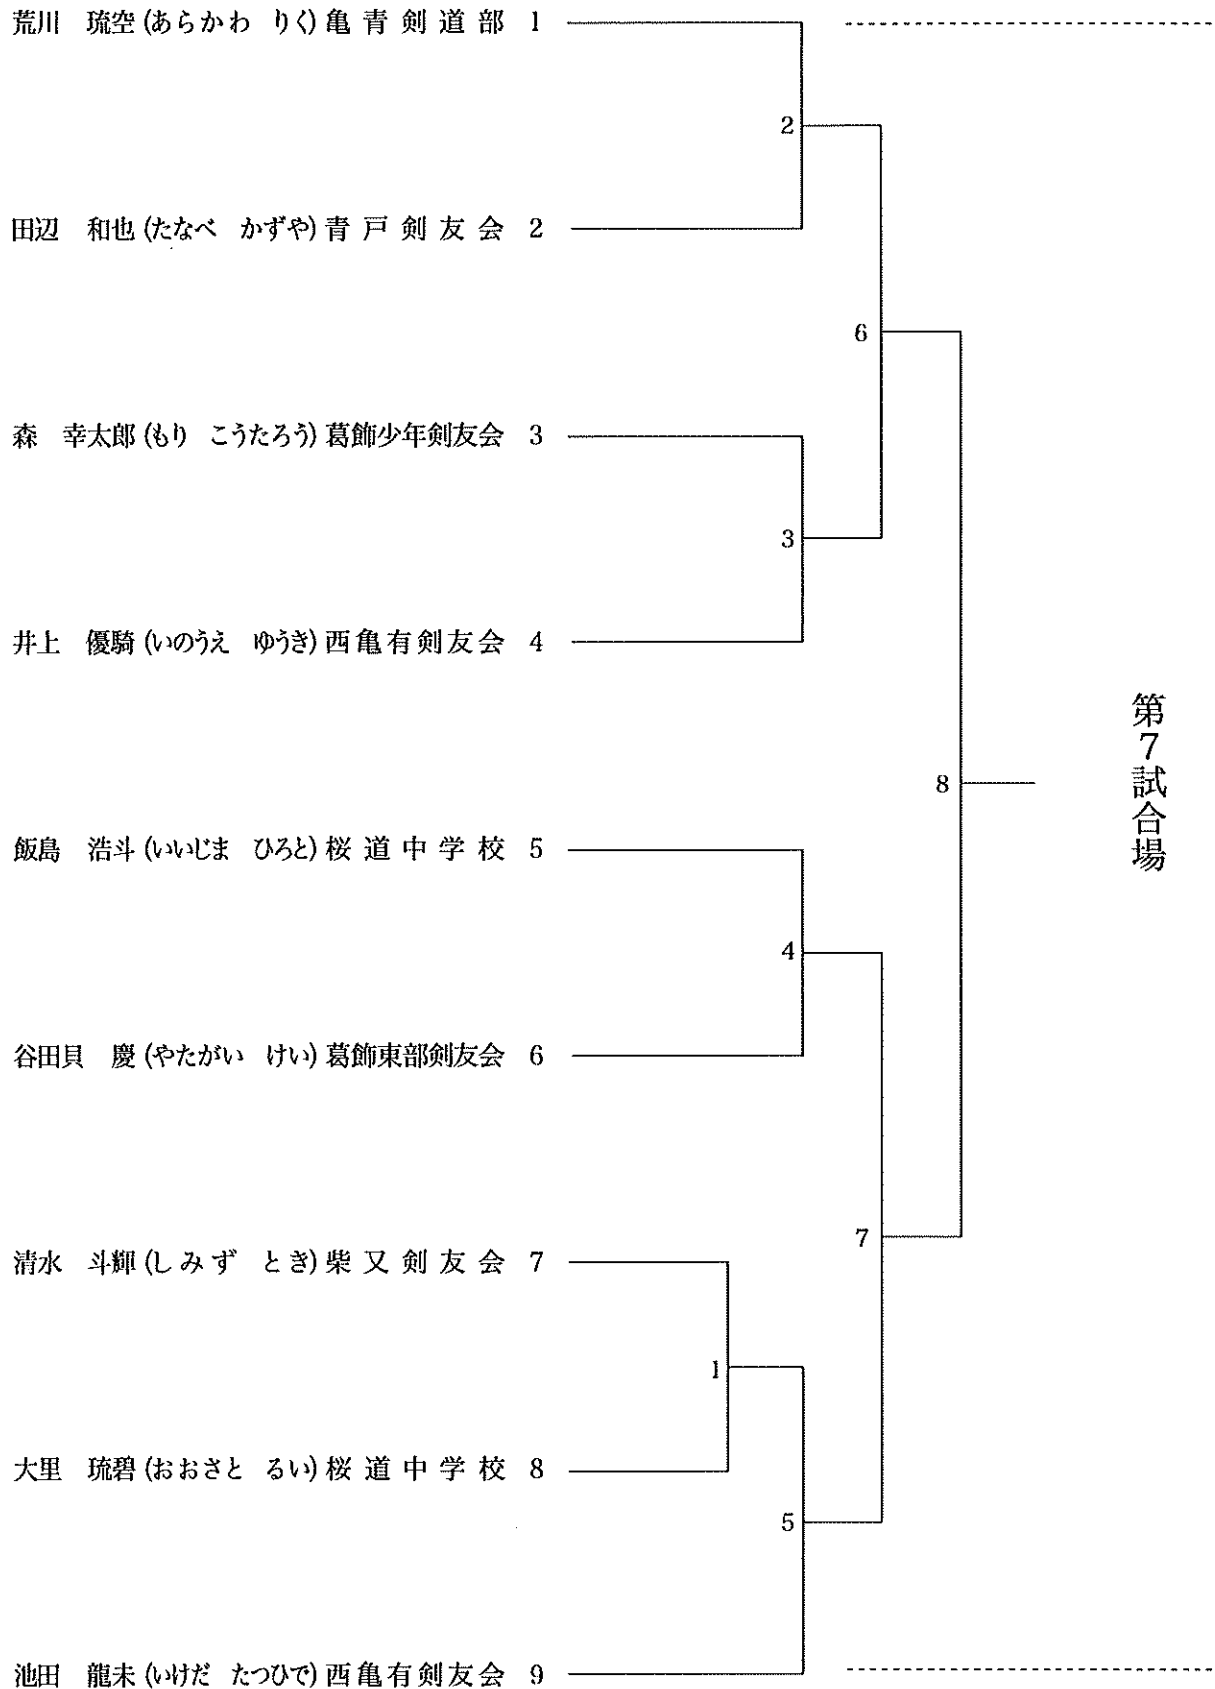 荒川 琉空 (あらかわ りく) 亀青剣道部 1
2
田辺 和也 (たなべ かずや) 青戸剣友会 2
6
森 幸太郎 (もり こうたろう) 葛飾少年剣友会 3
3
井上 優騎 (いのうえ ゆうき) 西亀有剣友会 4
第7試合場
8
飯島 浩斗 (いいじま ひろと) 桜道中学校 5
4
谷田貝 慶 (やたがい けい) 葛飾東部剣友会 6
7
清水 斗輝 (しみず とき) 柴又剣友会 7
1
大里 琉碧 (おおさと るい) 桜道中学校 8
5
池田 龍未 (いけだ たつひで) 西亀有剣友会 9